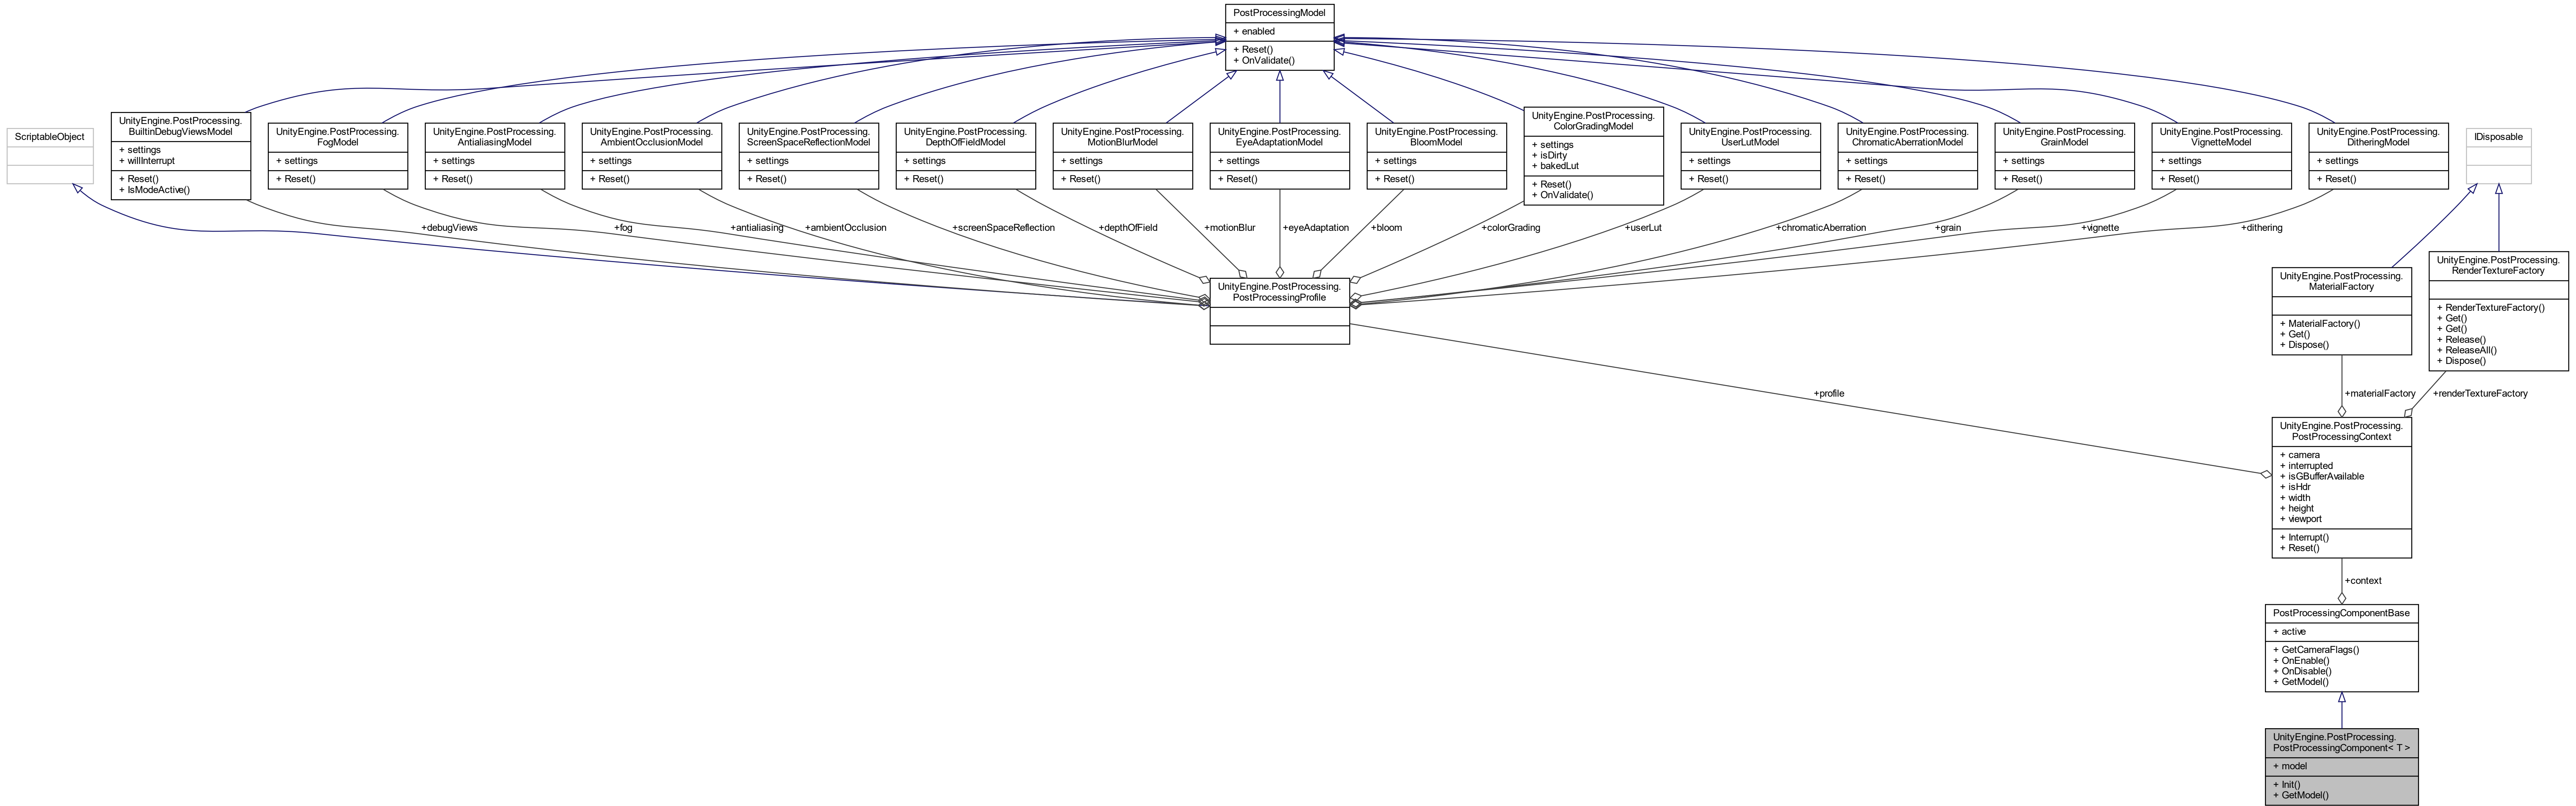 PostProcessingModel
+ enabled
+ Reset()
+ OnValidate()
ScriptableObject
UnityEngine.PostProcessing.
BuiltinDebugViewsModel
+ settings
+ willInterrupt
+ Reset()
+ IsModeActive()
UnityEngine.PostProcessing.
FogModel
+ settings
+ Reset()
UnityEngine.PostProcessing.
AntialiasingModel
+ settings
+ Reset()
UnityEngine.PostProcessing.
AmbientOcclusionModel
+ settings
+ Reset()
UnityEngine.PostProcessing.
ScreenSpaceReflectionModel
+ settings
+ Reset()
UnityEngine.PostProcessing.
DepthOfFieldModel
+ settings
+ Reset()
UnityEngine.PostProcessing.
MotionBlurModel
+ settings
+ Reset()
UnityEngine.PostProcessing.
EyeAdaptationModel
+ settings
+ Reset()
UnityEngine.PostProcessing.
BloomModel
+ settings
+ Reset()
UnityEngine.PostProcessing.
ColorGradingModel
+ settings
+ isDirty
+ bakedLut
+ Reset()
+ OnValidate()
UnityEngine.PostProcessing.
UserLutModel
+ settings
+ Reset()
UnityEngine.PostProcessing.
ChromaticAberrationModel
+ settings
+ Reset()
UnityEngine.PostProcessing.
GrainModel
+ settings
+ Reset()
UnityEngine.PostProcessing.
VignetteModel
+ settings
+ Reset()
UnityEngine.PostProcessing.
DitheringModel
+ settings
+ Reset()
IDisposable
+debugViews
+fog
+antialiasing
+ambientOcclusion
+screenSpaceReflection
+depthOfField
+motionBlur
+eyeAdaptation
+bloom
+colorGrading
+userLut
+chromaticAberration
+grain
+vignette
+dithering
UnityEngine.PostProcessing.
PostProcessingProfile
UnityEngine.PostProcessing.
MaterialFactory
+ MaterialFactory()
+ Get()
+ Dispose()
UnityEngine.PostProcessing.
RenderTextureFactory
+ RenderTextureFactory()
+ Get()
+ Get()
+ Release()
+ ReleaseAll()
+ Dispose()
+profile
+materialFactory
+renderTextureFactory
UnityEngine.PostProcessing.
PostProcessingContext
+ camera
+ interrupted
+ isGBufferAvailable
+ isHdr
+ width
+ height
+ viewport
+ Interrupt()
+ Reset()
+context
PostProcessingComponentBase
+ active
+ GetCameraFlags()
+ OnEnable()
+ OnDisable()
+ GetModel()
UnityEngine.PostProcessing.
PostProcessingComponent< T >
+ model
+ Init()
+ GetModel()